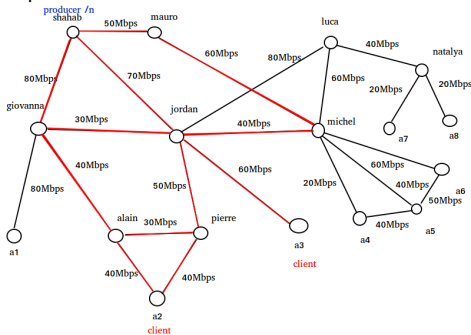 producer /n
shahab
50Mbps
mauro
luca
40Mbps
natalya
60Mbps
80Mbps
80Mbps
70Mbps
60Mbps
20Mbps
20Mbps
giovanna
jordan
30Mbps
40Mbps
michel
a7
a8
40Mbps
60Mbps
60Mbps
80Mbps
50Mbps
20Mbps
40Mbps
a6
50Mbps
alain
30Mbps
pierre
a1
a3
a4
40Mbps
a5
client
40Mbps
40Mbps
a2
client